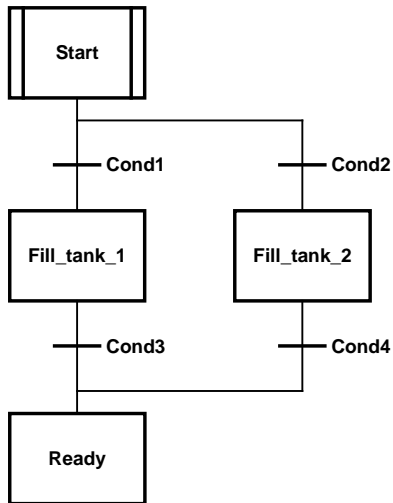 Start
Cond1
Cond2
Fill_tank_1
Fill_tank_2
Cond3
Cond4
Ready